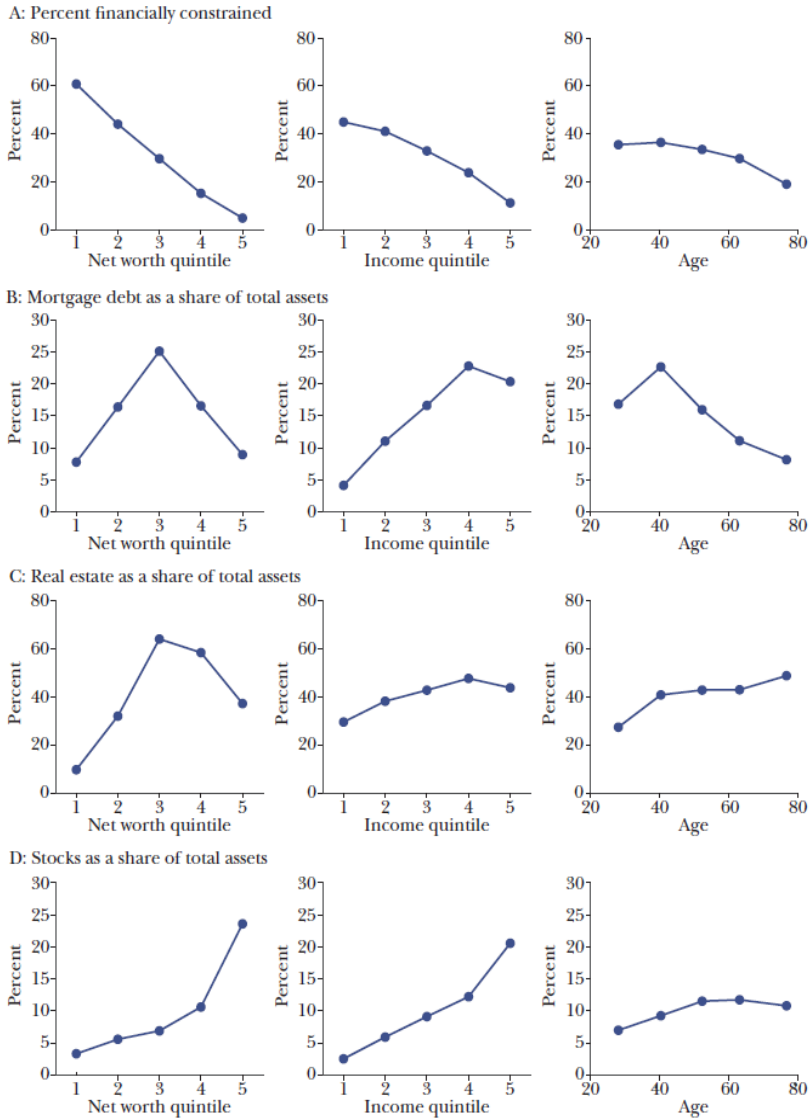 A: Percent financially constrained
80 80 80
60 60 60
Percent Percent Percent
40 40 40
20 20 20
0 0 0
1 2 3 4 5 1 2 3 4 5 20 40 60 80
Net worth quintile Income quintile Age
B: Mortgage debt as a share of total assets
30 30 30
25 25 25
20 20 20
Percent Percent Percent
15 15 15
10 10 10
5 5 5
0 0 0
1 2 3 4 5 1 2 3 4 5 20 40 60 80
Net worth quintile Income quintile Age
C: Real estate as a share of total assets
80 80 80
60 60 60
Percent Percent Percent
40 40 40
20 20 20
0 0 0
1 2 3 4 5 1 2 3 4 5 20 40 60 80
Net worth quintile Income quintile Age
D: Stocks as a share of total assets
30 30 30
25 25 25
20 20 20
Percent Percent Percent
15 15 15
10 10 10
5 5 5
0 0 0
1 2 3 4 5 1 2 3 4 5 20 40 60 80
Net worth quintile Income quintile Age